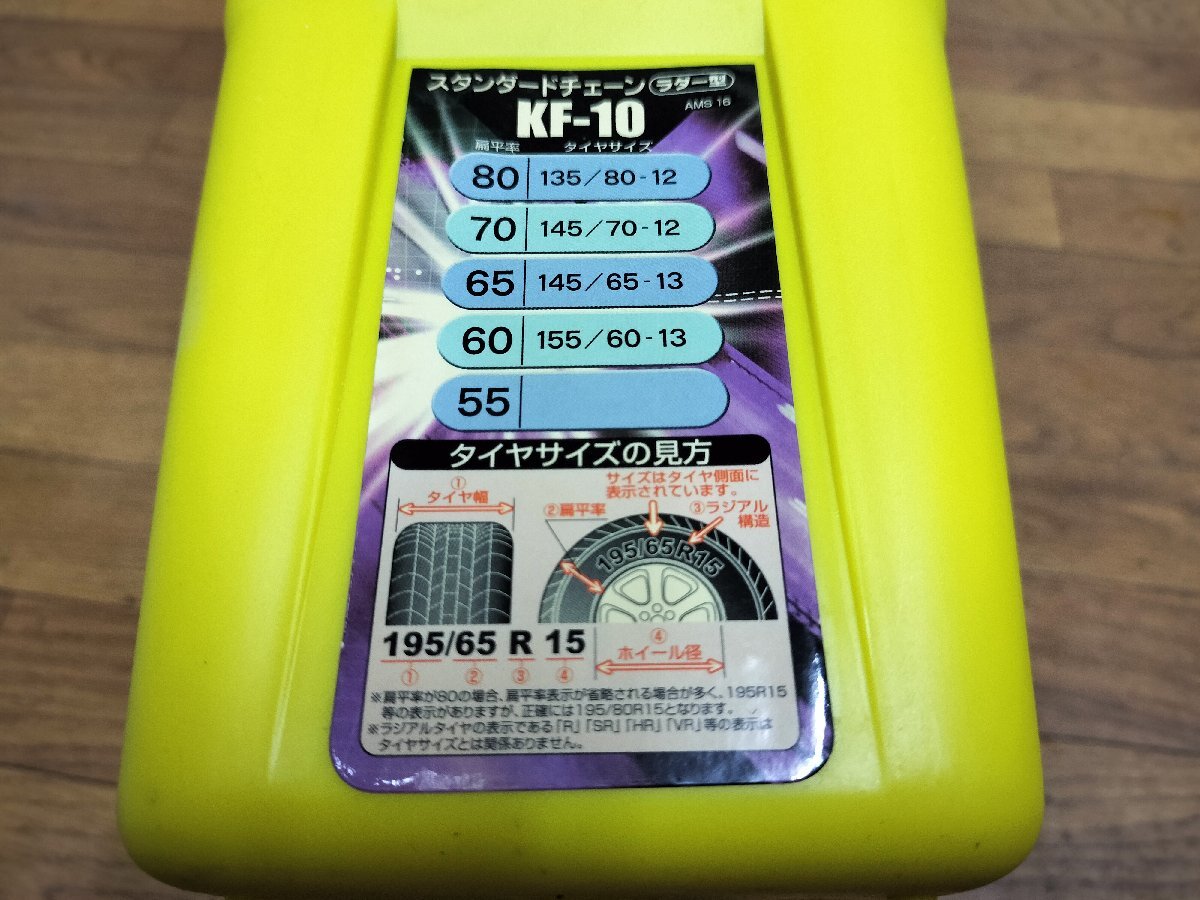 スタンダードチェーン ラダー型
KF-10 AMS 16
扁平率 タイヤサイズ
80 135/80-12
70 145/70-12
65 145/65-13
60 155/60-13
55
タイヤサイズの見方
①
タイヤ幅
サイズはタイヤ側面に
表示されています。
②扁平率
③ラジアル
構造
195/65R15
195/65 R 15
① ② ③ ④
④
ホイール径
※扁平率が80の場合、扁平率表示が省略される場合が多く、195R15
等の表示がありますが、正確には195/80R15となります。
※ラジアルタイヤの表示である「R」「SR」「HR」「VR」等の表示は
タイヤサイズとは関係ありません。